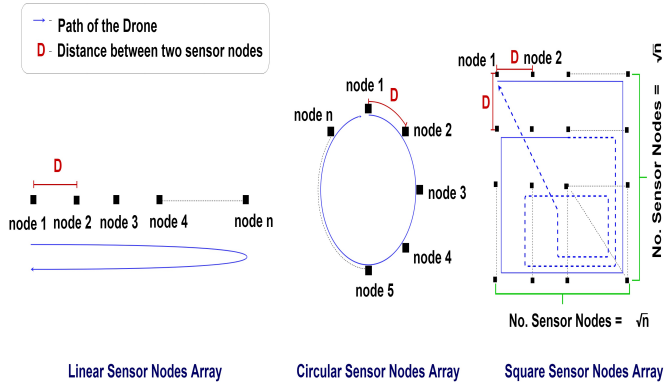 - Path of the Drone
D - Distance between two sensor nodes
node 1
node n
D
node 2
node 3
node 4
node 5
D
node 1
node 2
node 3
node 4
node n
node 1
D
node 2
D
No. Sensor Nodes = √n
No. Sensor Nodes = √n
Linear Sensor Nodes Array
Circular Sensor Nodes Array
Square Sensor Nodes Array